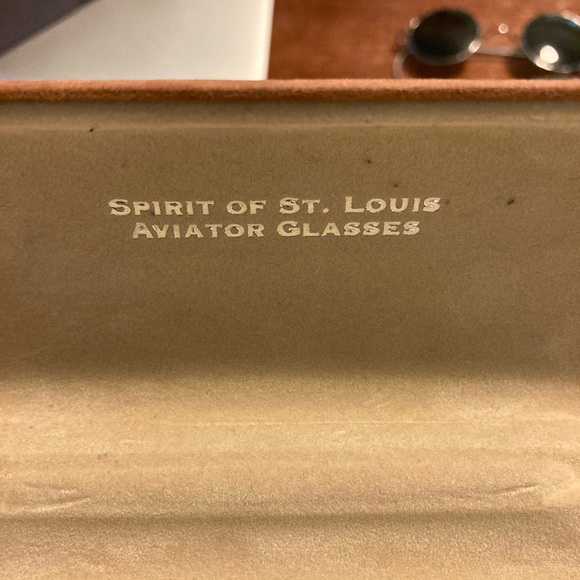 Spirit of St. Louis
Aviator Glasses